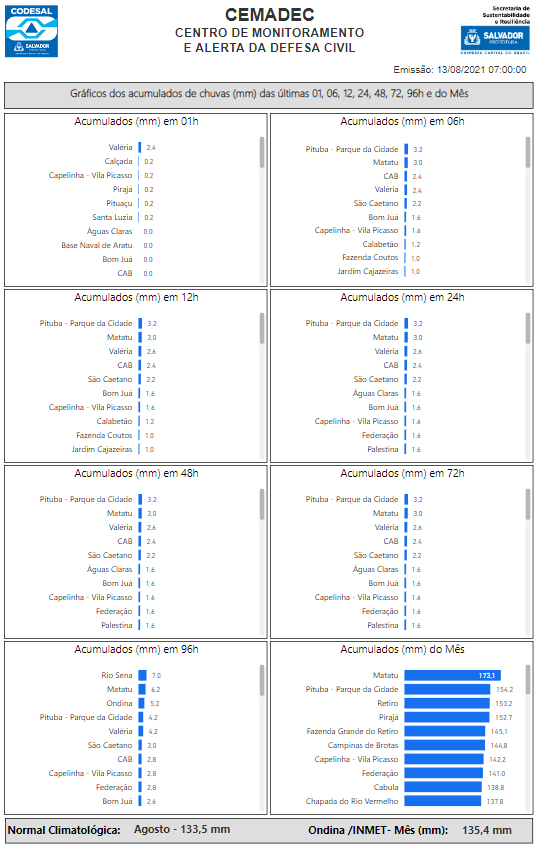 CODESAL
DEFESA CIVIL
SALVADOR
PREFEITURA
CEMADEC
CENTRO DE MONITORAMENTO
E ALERTA DA DEFESA CIVIL
Secretaria de
Sustentabilidade
e Resiliência
SALVADOR
PREFEITURA
PRIMEIRA CAPITAL DO BRASIL
Emissão: 13/08/2021 07:00:00
Gráficos dos acumulados de chuvas (mm) das últimas 01, 06, 12, 24, 48, 72, 96h e do Mês
Acumulados (mm) em 01h
Valéria 2.4
Calçada 0.2
Capelinha - Vila Picasso 0.2
Pirajá 0.2
Pituaçu 0.2
Santa Luzia 0.2
Águas Claras 0.0
Base Naval de Aratu 0.0
Bom Juá 0.0
CAB 0.0
Acumulados (mm) em 06h
Pituba - Parque da Cidade 3.2
Matatu 3.0
CAB 2.4
Valéria 2.4
São Caetano 2.2
Bom Juá 1.6
Capelinha - Vila Picasso 1.6
Calabetão 1.2
Fazenda Coutos 1.0
Jardim Cajazeiras 1.0
Acumulados (mm) em 12h
Pituba - Parque da Cidade 3.2
Matatu 3.0
Valéria 2.6
CAB 2.4
São Caetano 2.2
Bom Juá 1.6
Capelinha - Vila Picasso 1.6
Calabetão 1.2
Fazenda Coutos 1.0
Jardim Cajazeiras 1.0
Acumulados (mm) em 24h
Pituba - Parque da Cidade 3.2
Matatu 3.0
Valéria 2.6
CAB 2.4
São Caetano 2.2
Águas Claras 1.6
Bom Juá 1.6
Capelinha - Vila Picasso 1.6
Federação 1.6
Palestina 1.6
Acumulados (mm) em 48h
Pituba - Parque da Cidade 3.2
Matatu 3.0
Valéria 2.6
CAB 2.4
São Caetano 2.2
Águas Claras 1.6
Bom Juá 1.6
Capelinha - Vila Picasso 1.6
Federação 1.6
Palestina 1.6
Acumulados (mm) em 72h
Pituba - Parque da Cidade 3.2
Matatu 3.0
Valéria 2.6
CAB 2.4
São Caetano 2.2
Águas Claras 1.6
Bom Juá 1.6
Capelinha - Vila Picasso 1.6
Federação 1.6
Palestina 1.6
Acumulados (mm) em 96h
Rio Sena 7,0
Matatu 6,2
Ondina 5,2
Pituba - Parque da Cidade 4,2
Valéria 4,2
São Caetano 3.0
CAB 2.8
Capelinha - Vila Picasso 2.8
Federação 2.8
Bom Juá 2.6
Acumulados (mm) do Mês
Matatu 173,1
Pituba - Parque da Cidade 154,2
Retiro 153,2
Pirajá 152,7
Fazenda Grande do Retiro 145,1
Campinas de Brotas 144,8
Capelinha - Vila Picasso 142,2
Federação 141.0
Cabula 138,8
Chapada do Rio Vermelho 137,8
Normal Climatológica: Agosto - 133,5 mm
Ondina /INMET- Mês (mm): 135,4 mm